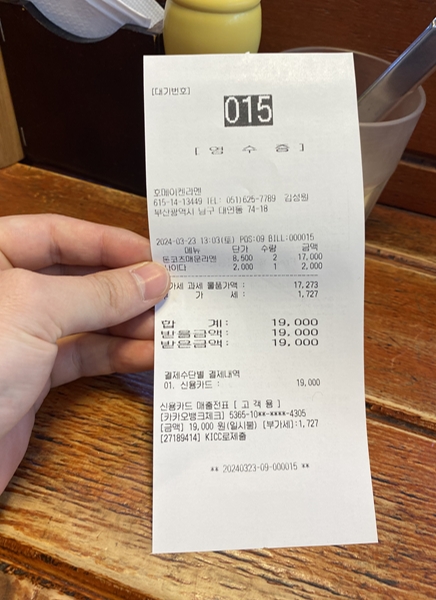 [대기번호]
015
[ 영 수 증 ]
오메이켄라멘
615-14-13449 TEL: 051)625-7789 김성원
부산광역시 남구 대연동 74-18
2024-03-23 13:03(토) POS:09 BILL:000015
메뉴 단가 수량 금액
돈코츠매운라멘 8,500 2 17,000
사이다 2,000 1 2,000
가세 과세 물품가액 : 17,273
가 세 : 1,727
합 계: 19,000
받을금액: 19,000
받은금액: 19,000
결제수단별 결제내역
01. 신용카드 : 19,000
신용카드 매출전표 [ 고 객 용 ]
[카카오뱅크체크] 5365-10**-****-4305
[금액] 19,000 원(일시불) [부가세]:1,727
[27189414] KICC로제출
** 20240323-09-000015 **